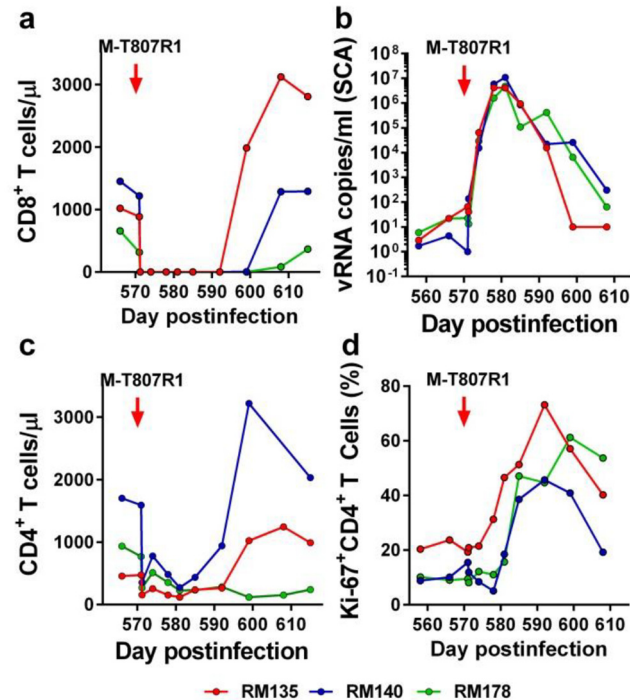 a
M-T807R1
CD8+ T cells/µl
3000
2000
1000
0
570 580 590 600 610
Day postinfection
b
M-T807R1
vRNA copies/ml (SCA)
10⁸
10⁷
10⁶
10⁵
10⁴
10³
10²
10¹
10⁰
10⁻¹
560 570 580 590 600 610
Day postinfection
c
M-T807R1
CD4⁺ T cells/µl
3000
2000
1000
0
570 580 590 600 610
Day postinfection
d
M-T807R1
Ki-67⁺CD4⁺ T Cells (%)
80
60
40
20
0
560 570 580 590 600 610
Day postinfection
RM135 RM140 RM178